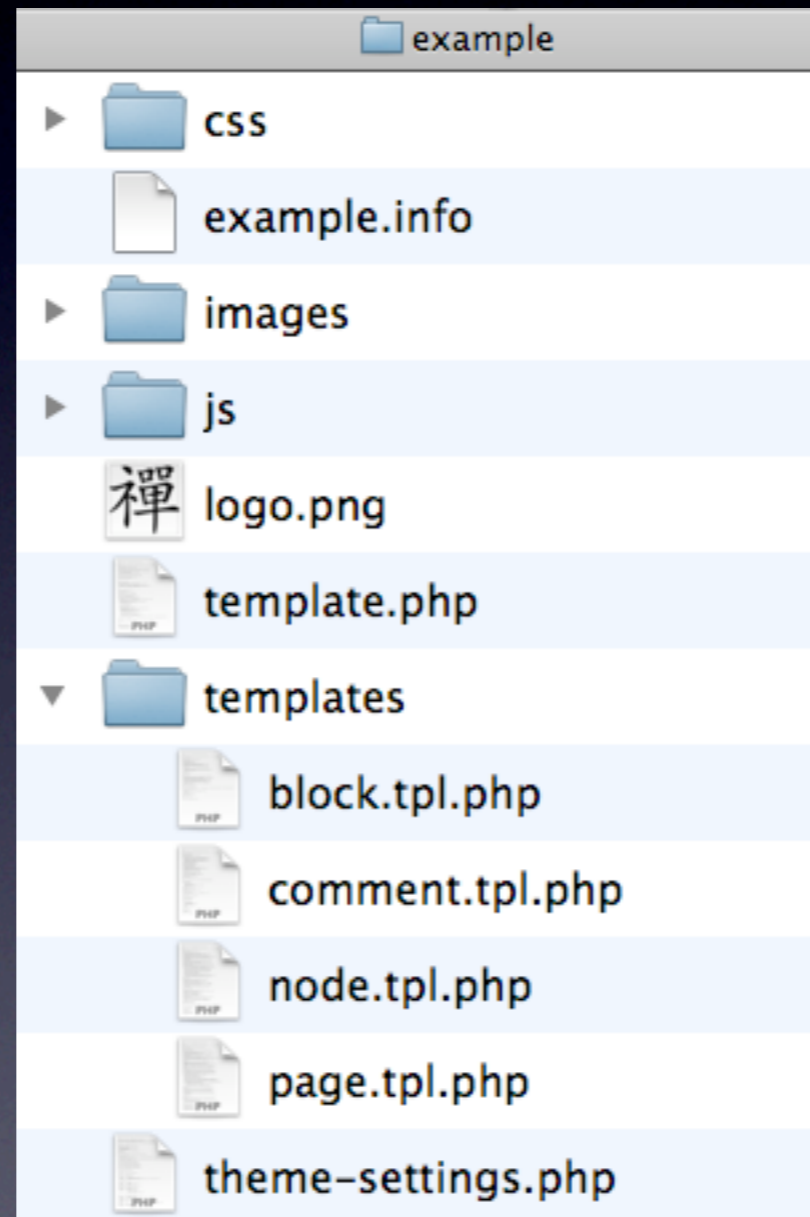 example
css
example.info
images
js
禪 logo.png
template.php
templates
block.tpl.php
comment.tpl.php
node.tpl.php
page.tpl.php
theme-settings.php